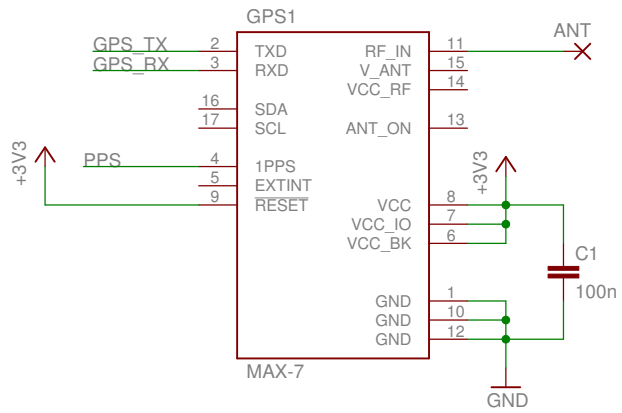 GPS1
ANT
GPS_TX 2 TXD RF_IN 11
GPS_RX 3 RXD V_ANT 15
VCC_RF 14
16 SDA
17 SCL ANT_ON 13
+3V3
PPS 4 1PPS
+3V3
5 EXTINT
9 RESET VCC 8
VCC_IO 7
VCC_BK 6
C1
100n
GND 1
GND 10
GND 12
MAX-7
GND